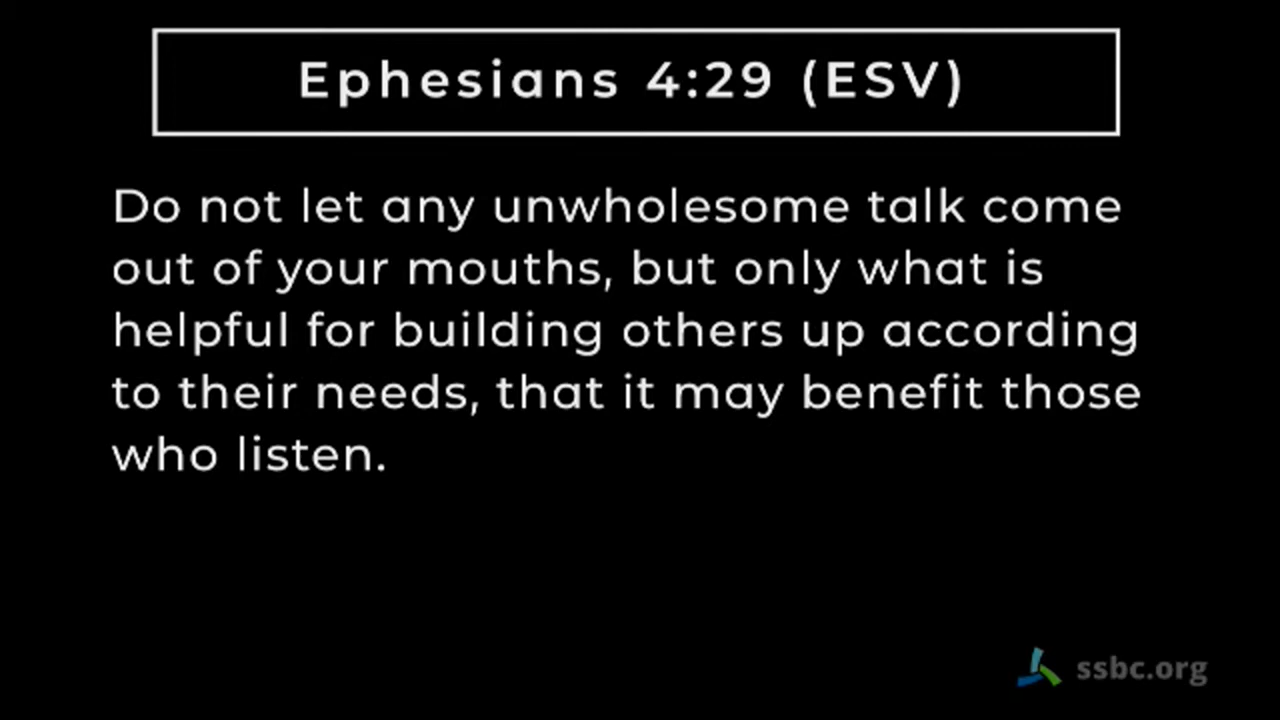 Ephesians 4:29 (ESV)
Do not let any unwholesome talk come
out of your mouths, but only what is
helpful for building others up according
to their needs, that it may benefit those
who listen.
ssbc.org